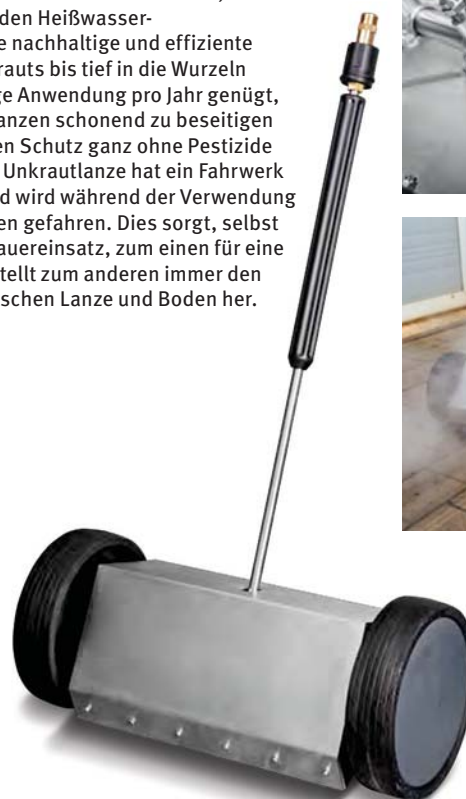 den Heißwasser-
nachhaltige und effiziente
rauts bis tief in die Wurzeln
ge Anwendung pro Jahr genügt,
anzen schonend zu beseitigen
en Schutz ganz ohne Pestizide
Unkrautlanze hat ein Fahrwerk
d wird während der Verwendung
en gefahren. Dies sorgt, selbst
auereinsatz, zum einen für eine
tellt zum anderen immer den
ischen Lanze und Boden her.